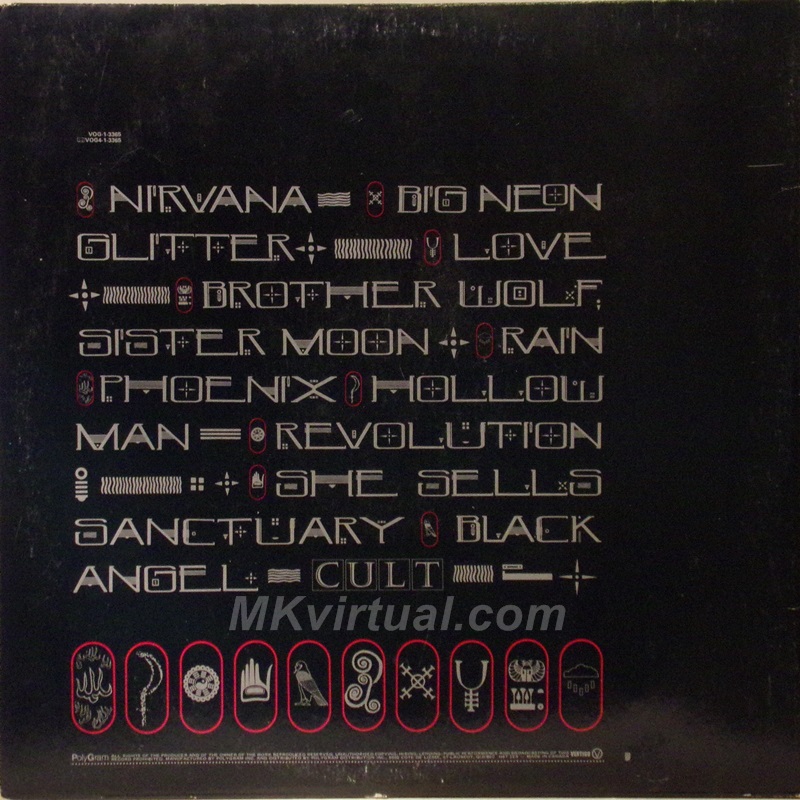 VOG-1-3365
VOG4-1-3365
NIRVANA BIG NEON
GLITTER LOVE
BROTHER WOLF,
SISTER MOON RAIN
PHOENIX HOLLOW
MAN REVOLUTION
SHE SELLS
SANCTUARY BLACK
ANGEL CULT
MKvirtual.com
PolyGram
VERTIGO